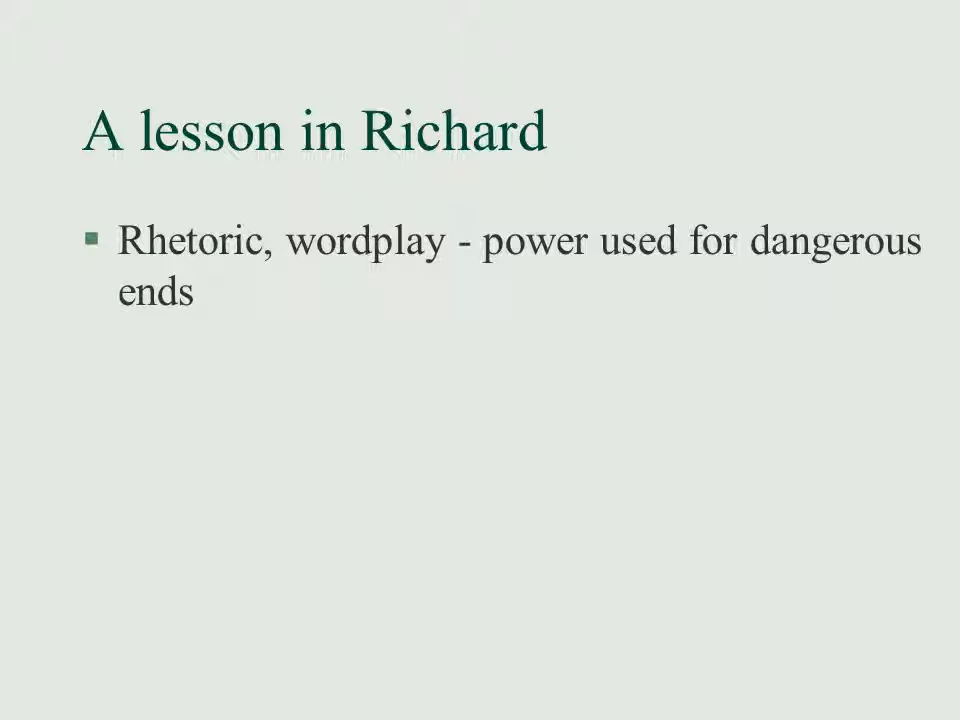 A lesson in Richard
§ Rhetoric, wordplay - power used for dangerous
ends